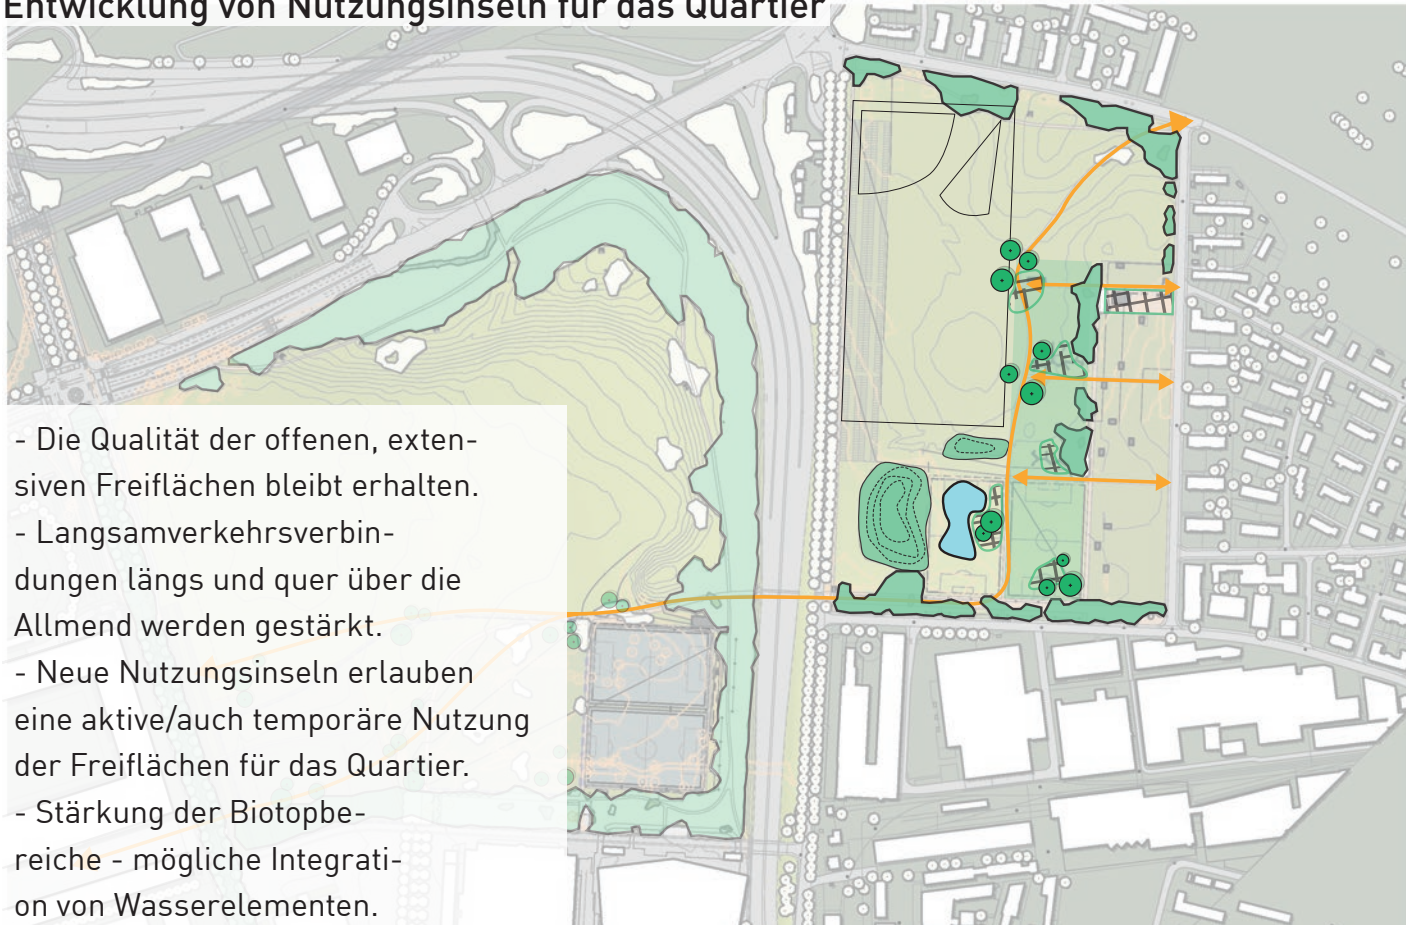 Entwicklung von Nutzungsinseln für das Quartier
- Die Qualität der offenen, exten-
siven Freiflächen bleibt erhalten.
- Langsamverkehrsverbin-
dungen längs und quer über die
Allmend werden gestärkt.
- Neue Nutzungsinseln erlauben
eine aktive/auch temporäre Nutzung
der Freiflächen für das Quartier.
- Stärkung der Biotopbe-
reiche - mögliche Integrati-
on von Wasserelementen.